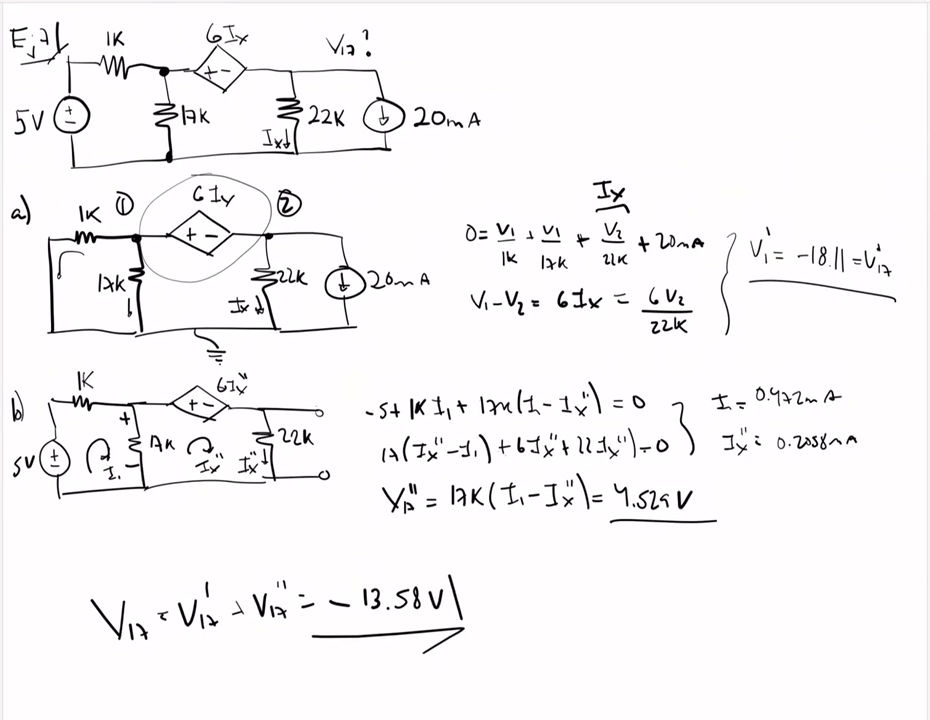 Ej 7
1K
6Ix
V17?
5V
+
-
+ -
17K
22K
Ix↓
20mA
a)
1K
①
6Ix
②
+ -
17K
22K
Ix↓
20mA
Ix
0 = V1/1K + V1/17K + V2/22K + 20mA
V1 - V2 = 6Ix = 6V2/22K
V1' = -18.11 = V17'
b)
1K
6Ix''
+ -
5V
+
-
+
-
17K
I1
Ix''
Ix''↓
22K
-5 + 1K I1 + 17K(I1 - Ix'') = 0
17(Ix'' - I1) + 6Ix'' + 22Ix'' = 0
I1 = 0.472mA
Ix'' = 0.2058mA
V17'' = 17K(I1 - Ix'') = 4.529V
V17 = V17' + V17'' = -13.58V